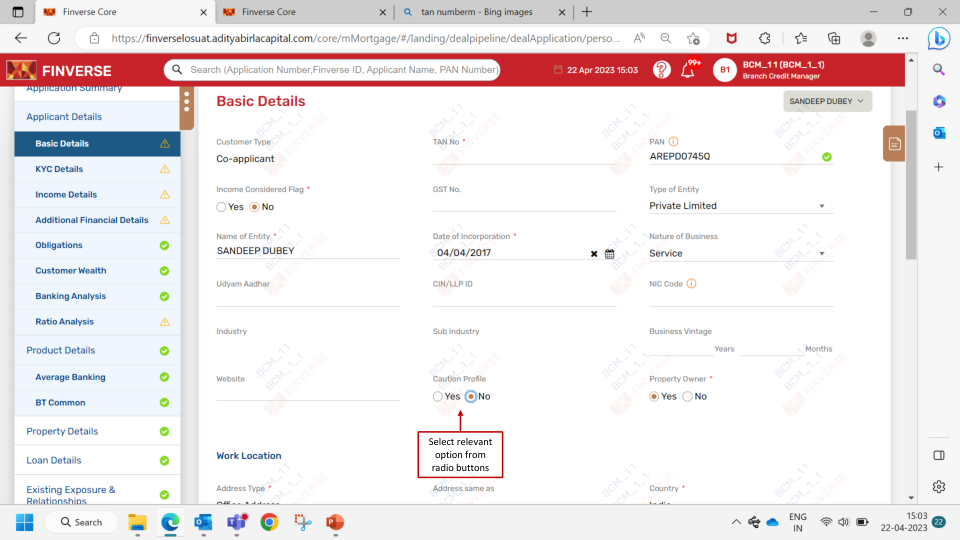 Finverse Core
Finverse Core
tan numberm - Bing images
https://finverselosuat.adityabirlacapital.com/core/mMortgage/#/landing/dealpipeline/dealApplication/perso...
FINVERSE
Search (Application Number,Finverse ID, Applicant Name, PAN Number)
22 Apr 2023 15:03
99+
B1
BCM_1 1 (BCM_1_1)
Branch Credit Manager
Application Summary
Applicant Details
Basic Details
KYC Details
Income Details
Additional Financial Details
Obligations
Customer Wealth
Banking Analysis
Ratio Analysis
Product Details
Average Banking
BT Common
Property Details
Loan Details
Existing Exposure &
Relationships
Basic Details
SANDEEP DUBEY
Customer Type
Co-applicant
TAN No *
PAN
AREPD0745Q
Income Considered Flag *
Yes No
GST No.
Type of Entity
Private Limited
Name of Entity *
SANDEEP DUBEY
Date of Incorporation *
04/04/2017
Nature of Business
Service
Udyam Aadhar
CIN/LLP ID
NIC Code
Industry
Sub Industry
Business Vintage
Years Months
Website
Caution Profile
Yes No
Property Owner *
Yes No
Select relevant
option from
radio buttons
Work Location
Address Type *
Office Address
Address same as
Country *
India
Search
ENG
IN
15:03
22-04-2023
22